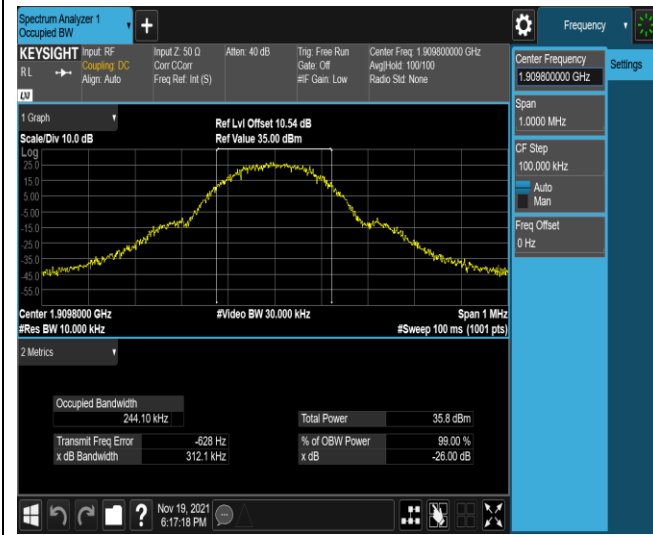 Spectrum Analyzer 1
Occupied BW
Frequency
KEYSIGHT
RL
LXI
Input: RF
Coupling: DC
Align: Auto
Input Z: 50 Ω
Corr CCorr
Freq Ref: Int (S)
Atten: 40 dB
Trig: Free Run
Gate: Off
#IF Gain: Low
Center Freq: 1.909800000 GHz
Avg|Hold: 100/100
Radio Std: None
Center Frequency
1.909800000 GHz
Settings
Span
1.0000 MHz
CF Step
100.000 kHz
Auto
Man
Freq Offset
0 Hz
1 Graph
Scale/Div 10.0 dB
Ref Lvl Offset 10.54 dB
Ref Value 35.00 dBm
Log
25.0
15.0
5.00
-5.00
-15.0
-25.0
-35.0
-45.0
-55.0
Center 1.9098000 GHz
#Res BW 10.000 kHz
#Video BW 30.000 kHz
Span 1 MHz
#Sweep 100 ms (1001 pts)
2 Metrics
Occupied Bandwidth
244.10 kHz
Total Power 35.8 dBm
Transmit Freq Error -628 Hz
% of OBW Power 99.00 %
x dB Bandwidth 312.1 kHz
x dB -26.00 dB
?
Nov 19, 2021
6:17:18 PM